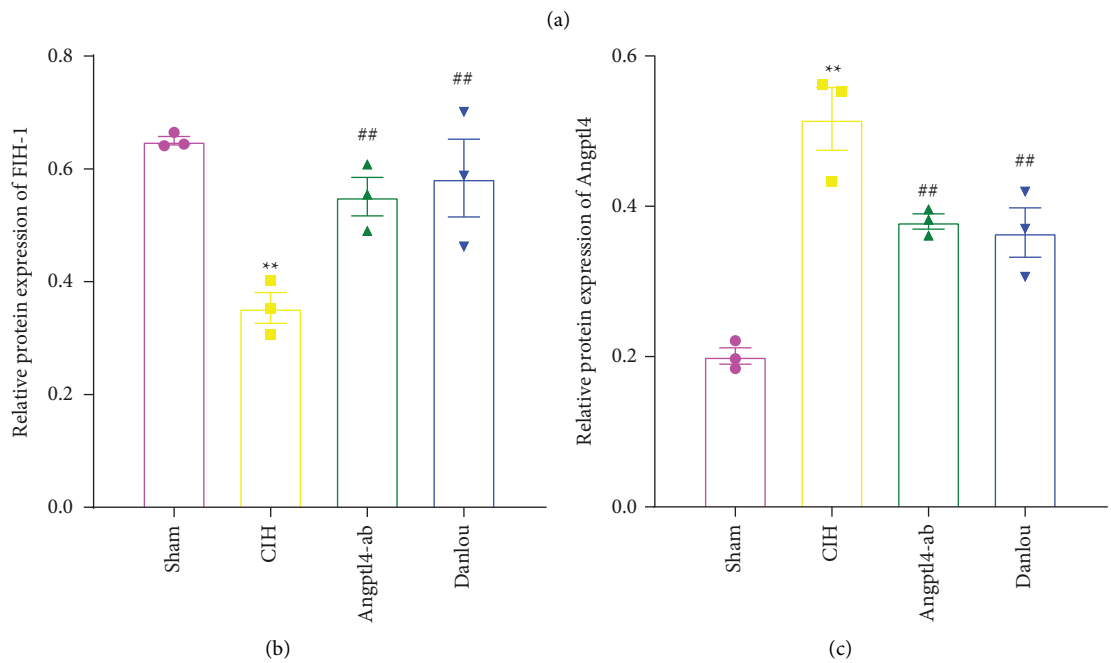 (a)
Relative protein expression of FIH-1
0.8
0.6
0.4
0.2
0.0
**
##
##
Sham
CIH
Angptl4-ab
Danlou
(b)
Relative protein expression of Angptl4
0.6
0.4
0.2
0.0
**
##
##
Sham
CIH
Angptl4-ab
Danlou
(c)